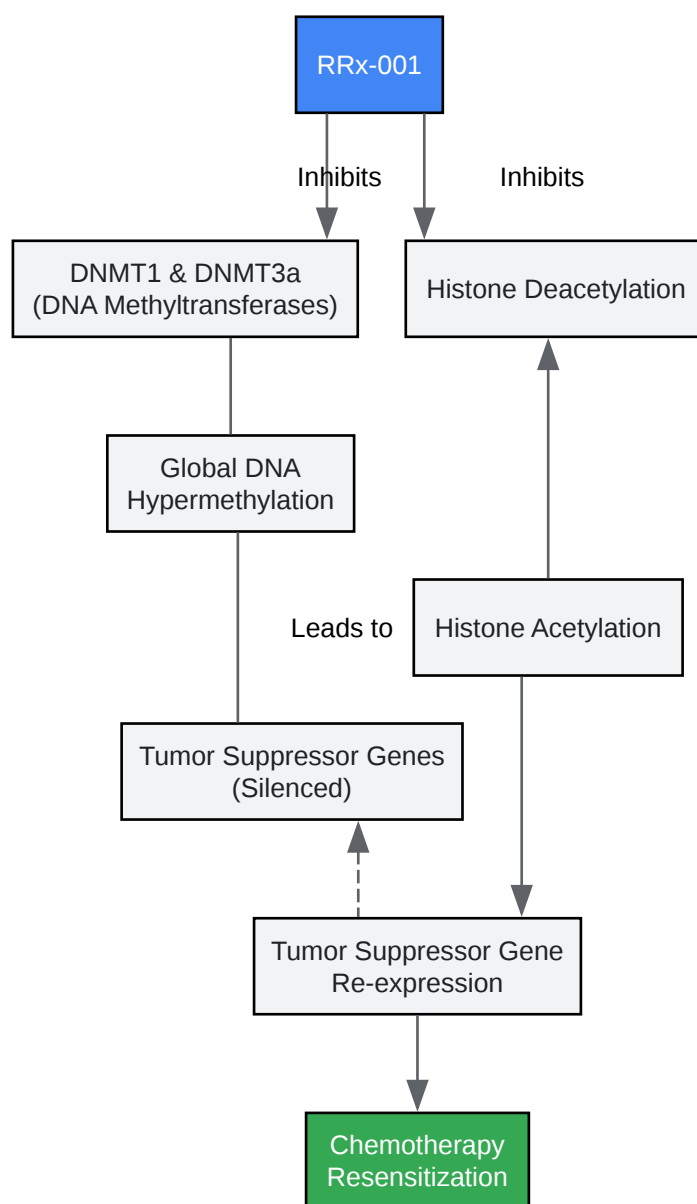 RRx-001
Inhibits
Inhibits
DNMT1 & DNMT3a
(DNA Methyltransferases)
Histone Deacetylation
Global DNA
Hypermethylation
Leads to
Histone Acetylation
Tumor Suppressor Genes
(Silenced)
Tumor Suppressor Gene
Re-expression
Chemotherapy
Resensitization